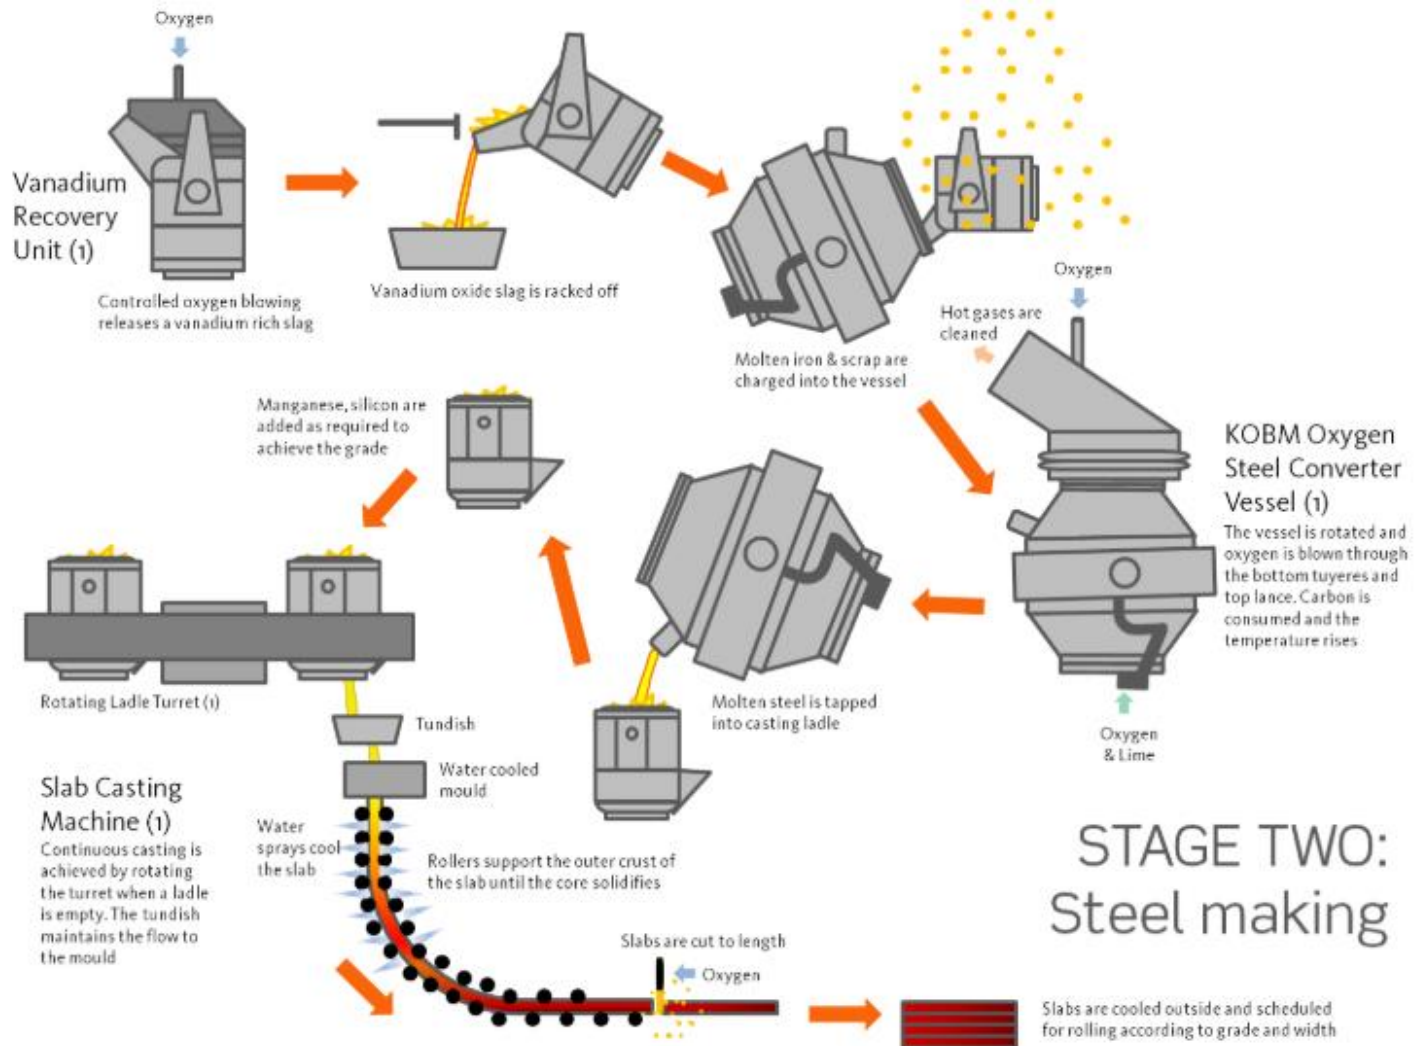 Oxygen
Vanadium
Recovery
Unit (1)
Controlled oxygen blowing
releases a vanadium rich slag
Vanadium oxide slag is racked off
Molten iron & scrap are
charged into the vessel
Oxygen
Hot gases are
cleaned
KOBM Oxygen
Steel Converter
Vessel (1)
The vessel is rotated and
oxygen is blown through
the bottom tuyeres and
top lance. Carbon is
consumed and the
temperature rises
Oxygen
& Lime
Molten steel is tapped
into casting ladle
Manganese, silicon are
added as required to
achieve the grade
Rotating Ladle Turret (1)
Tundish
Water cooled
mould
Slab Casting
Machine (1)
Continuous casting is
achieved by rotating
the turret when a ladle
is empty. The tundish
maintains the flow to
the mould
Water
sprays cool
the slab
Rollers support the outer crust of
the slab until the core solidifies
Slabs are cut to length
Oxygen
Slabs are cooled outside and scheduled
for rolling according to grade and width
STAGE TWO:
Steel making